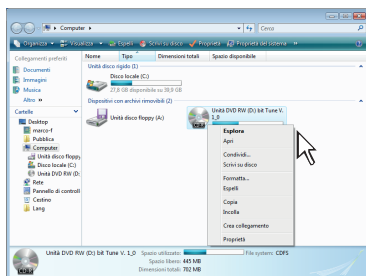 Computer
Cerca
Organizza
Visualizza
Espelli
Scrivi su disco
Proprietà
Proprietà del sistema
Collegamenti preferiti
Documenti
Immagini
Musica
Altro »
Cartelle
Desktop
marco-f
Pubblica
Computer
Unità disco floppy
Disco locale (C:)
Unità DVD RW (D:
Rete
Pannello di controll
Cestino
Lang
Nome Tipo Dimensioni totali Spazio disponibile
Unità disco rigido (1)
Disco locale (C:)
27,8 GB disponibili su 39,9 GB
Dispositivi con archivi rimovibili (2)
Unità disco floppy (A:)
Unità DVD RW (D:) bit Tune V.
1_0
Esplora
Apri
Condividi...
Scrivi su disco
Formatta...
Espelli
Copia
Incolla
Crea collegamento
Proprietà
Unità DVD RW (D:) bit Tune V. 1_0 Spazio utilizzato: File system: CDFS
Spazio libero: 445 MB
Dimensioni totali: 702 MB